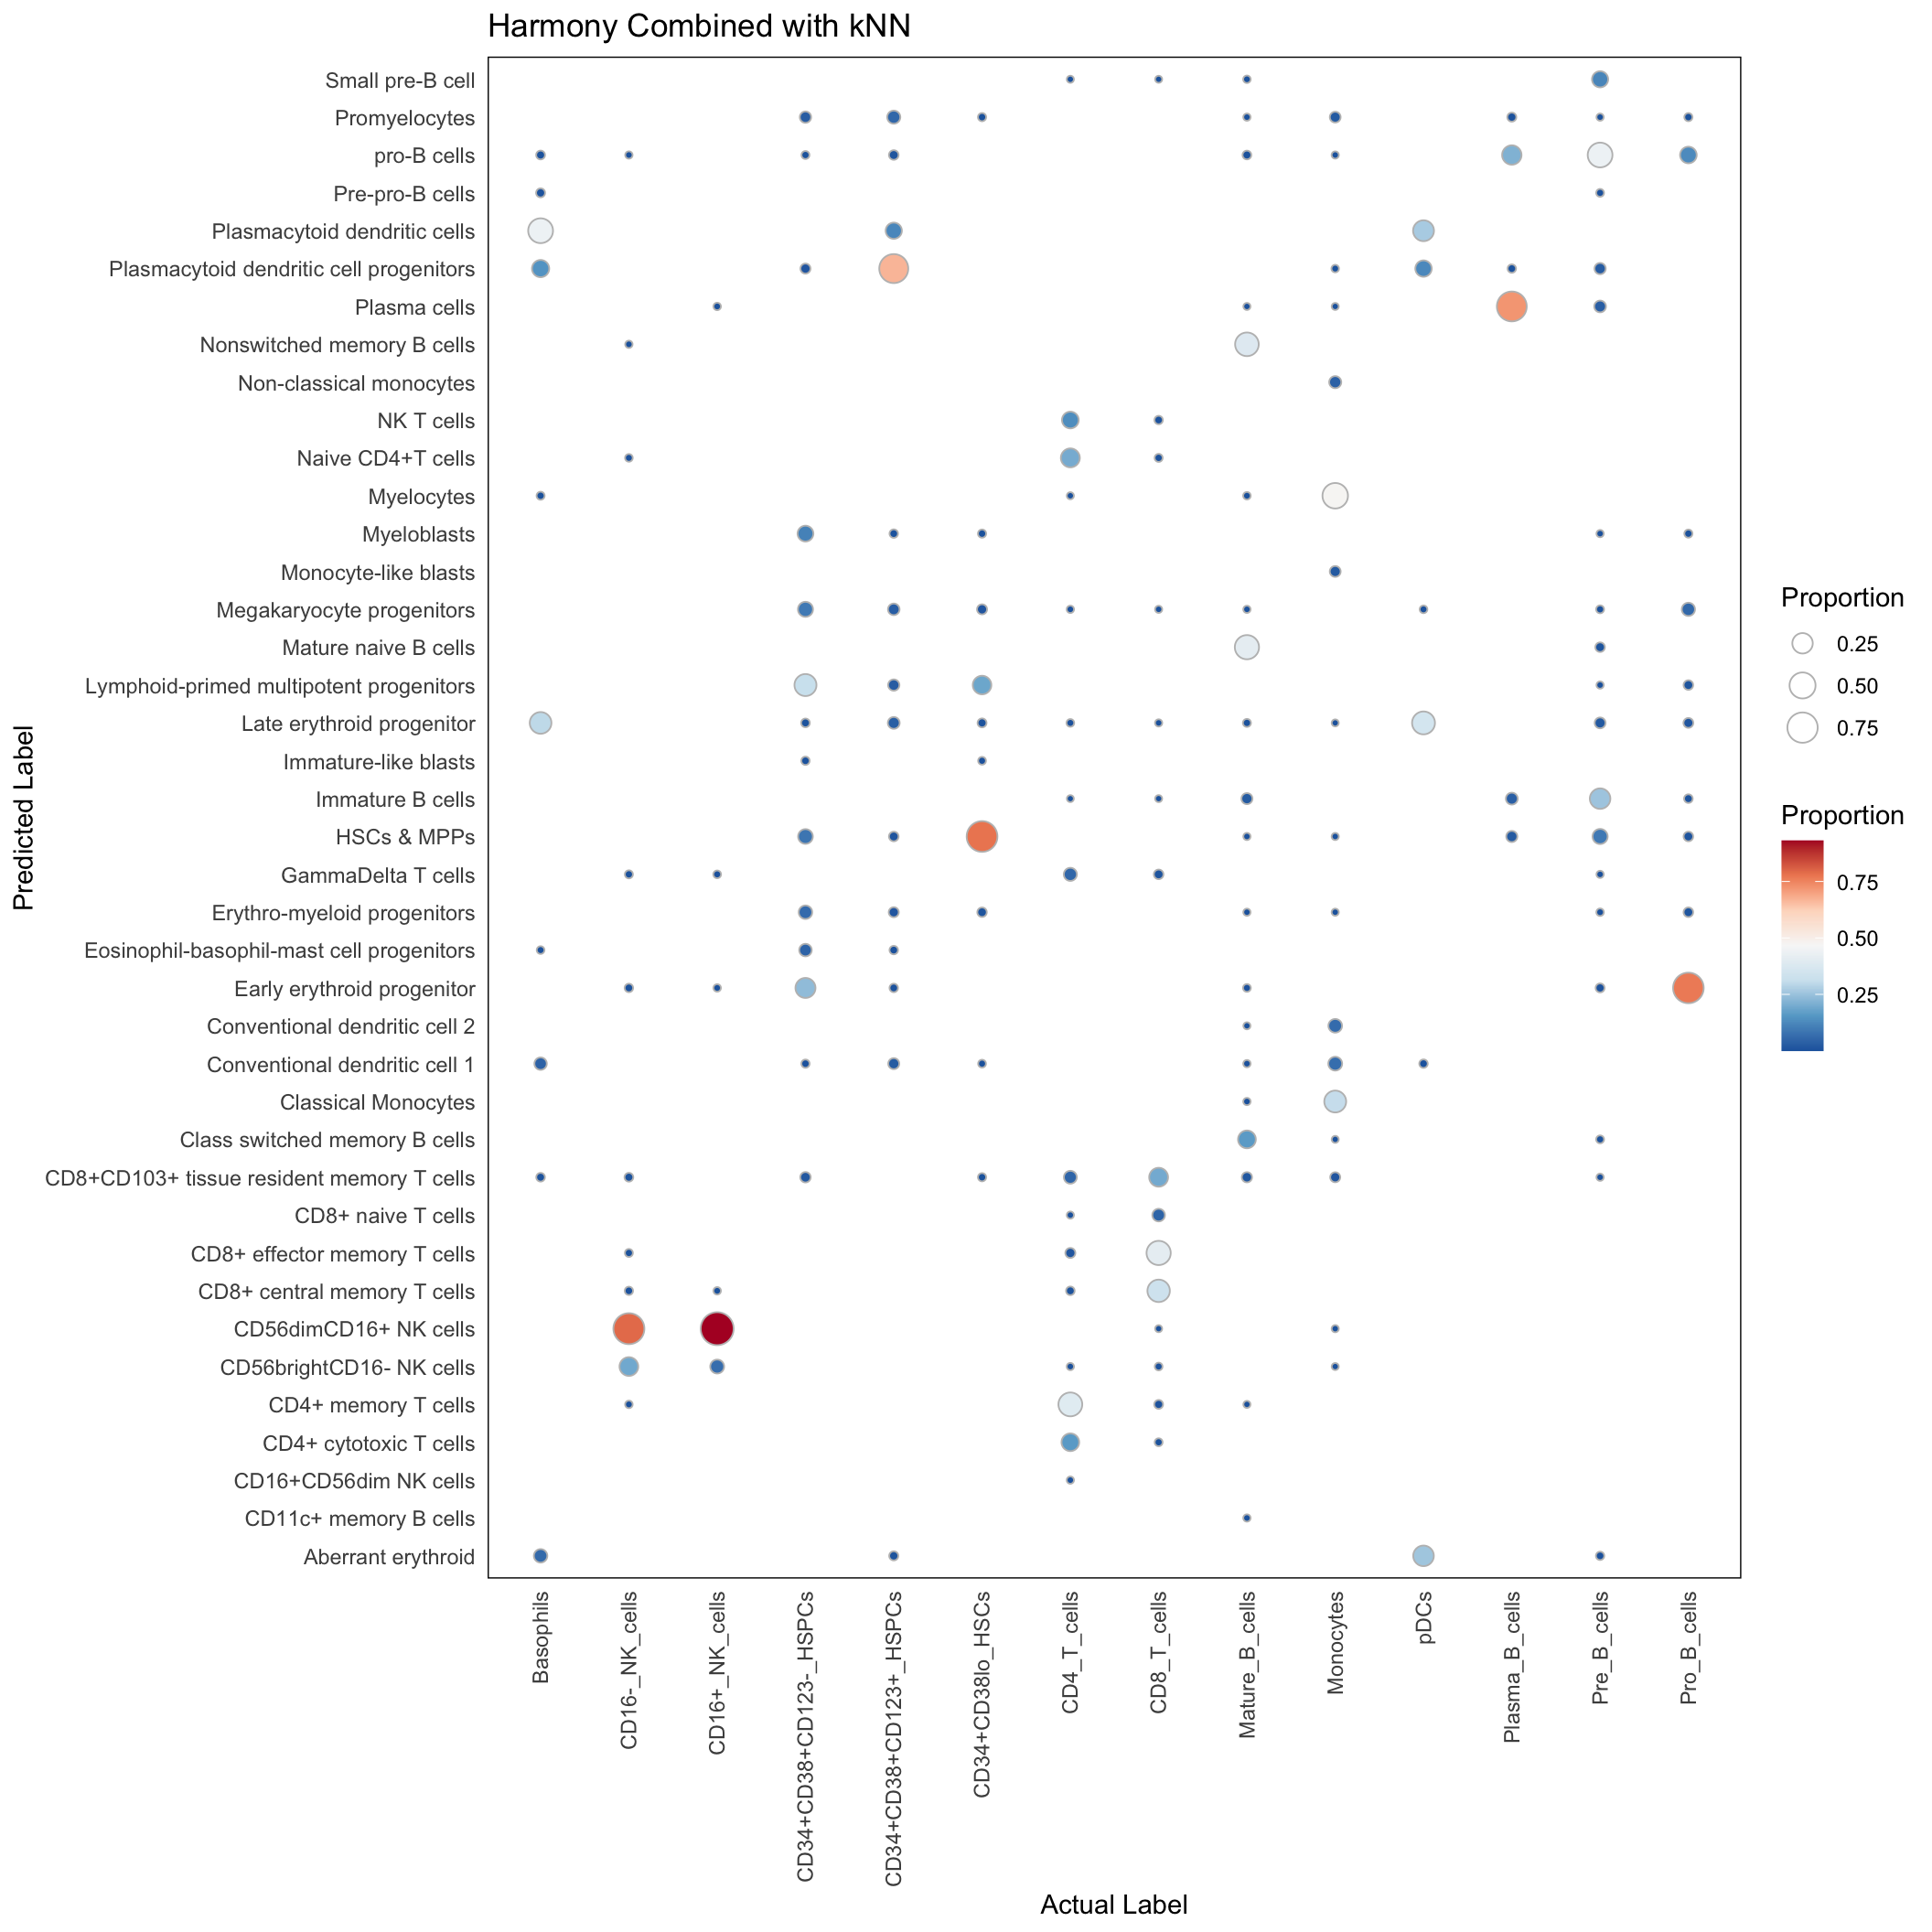 Harmony Combined with kNN
Predicted Label
Small pre-B cell
Promyelocytes
pro-B cells
Pre-pro-B cells
Plasmacytoid dendritic cells
Plasmacytoid dendritic cell progenitors
Plasma cells
Nonswitched memory B cells
Non-classical monocytes
NK T cells
Naive CD4+T cells
Myelocytes
Myeloblasts
Monocyte-like blasts
Megakaryocyte progenitors
Mature naive B cells
Lymphoid-primed multipotent progenitors
Late erythroid progenitor
Immature-like blasts
Immature B cells
HSCs & MPPs
GammaDelta T cells
Erythro-myeloid progenitors
Eosinophil-basophil-mast cell progenitors
Early erythroid progenitor
Conventional dendritic cell 2
Conventional dendritic cell 1
Classical Monocytes
Class switched memory B cells
CD8+CD103+ tissue resident memory T cells
CD8+ naive T cells
CD8+ effector memory T cells
CD8+ central memory T cells
CD56dimCD16+ NK cells
CD56brightCD16- NK cells
CD4+ memory T cells
CD4+ cytotoxic T cells
CD16+CD56dim NK cells
CD11c+ memory B cells
Aberrant erythroid
Basophils
CD16-_NK_cells
CD16+_NK_cells
CD34+CD38+CD123-_HSPCs
CD34+CD38+CD123+_HSPCs
CD34+CD38lo_HSCs
CD4_T_cells
CD8_T_cells
Mature_B_cells
Monocytes
pDCs
Plasma_B_cells
Pre_B_cells
Pro_B_cells
Actual Label
Proportion
0.25
0.50
0.75
Proportion
0.75
0.50
0.25